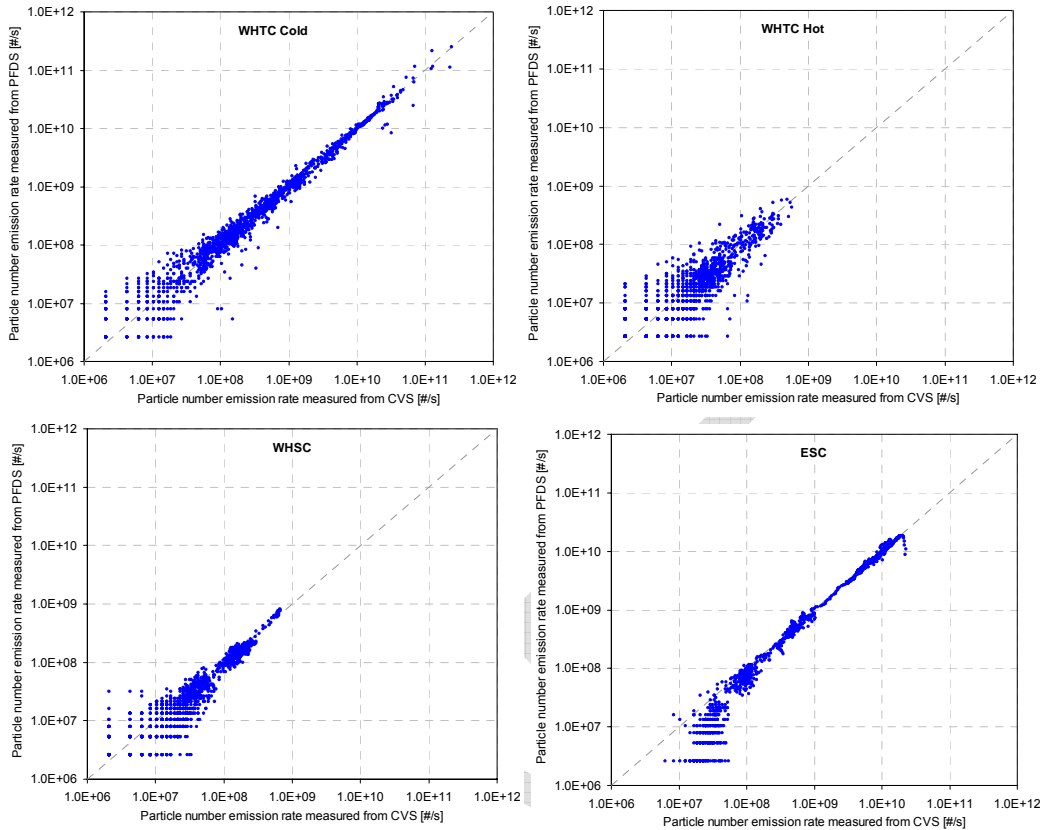 WHTC Cold
Particle number emission rate measured from PFDS [#/s]
1.0E+12
1.0E+11
1.0E+10
1.0E+09
1.0E+08
1.0E+07
1.0E+06
1.0E+06 1.0E+07 1.0E+08 1.0E+09 1.0E+10 1.0E+11 1.0E+12
Particle number emission rate measured from CVS [#/s]
WHTC Hot
Particle number emission rate measured from PFDS [#/s]
1.0E+12
1.0E+11
1.0E+10
1.0E+09
1.0E+08
1.0E+07
1.0E+06
1.0E+06 1.0E+07 1.0E+08 1.0E+09 1.0E+10 1.0E+11 1.0E+12
Particle number emission rate measured from CVS [#/s]
WHSC
Particle number emission rate measured from PFDS [#/s]
1.0E+12
1.0E+11
1.0E+10
1.0E+09
1.0E+08
1.0E+07
1.0E+06
1.0E+06 1.0E+07 1.0E+08 1.0E+09 1.0E+10 1.0E+11 1.0E+12
Particle number emission rate measured from CVS [#/s]
ESC
Particle number emission rate measured from PFDS [#/s]
1.0E+12
1.0E+11
1.0E+10
1.0E+09
1.0E+08
1.0E+07
1.0E+06
1.0E+06 1.0E+07 1.0E+08 1.0E+09 1.0E+10 1.0E+11 1.0E+12
Particle number emission rate measured from CVS [#/s]